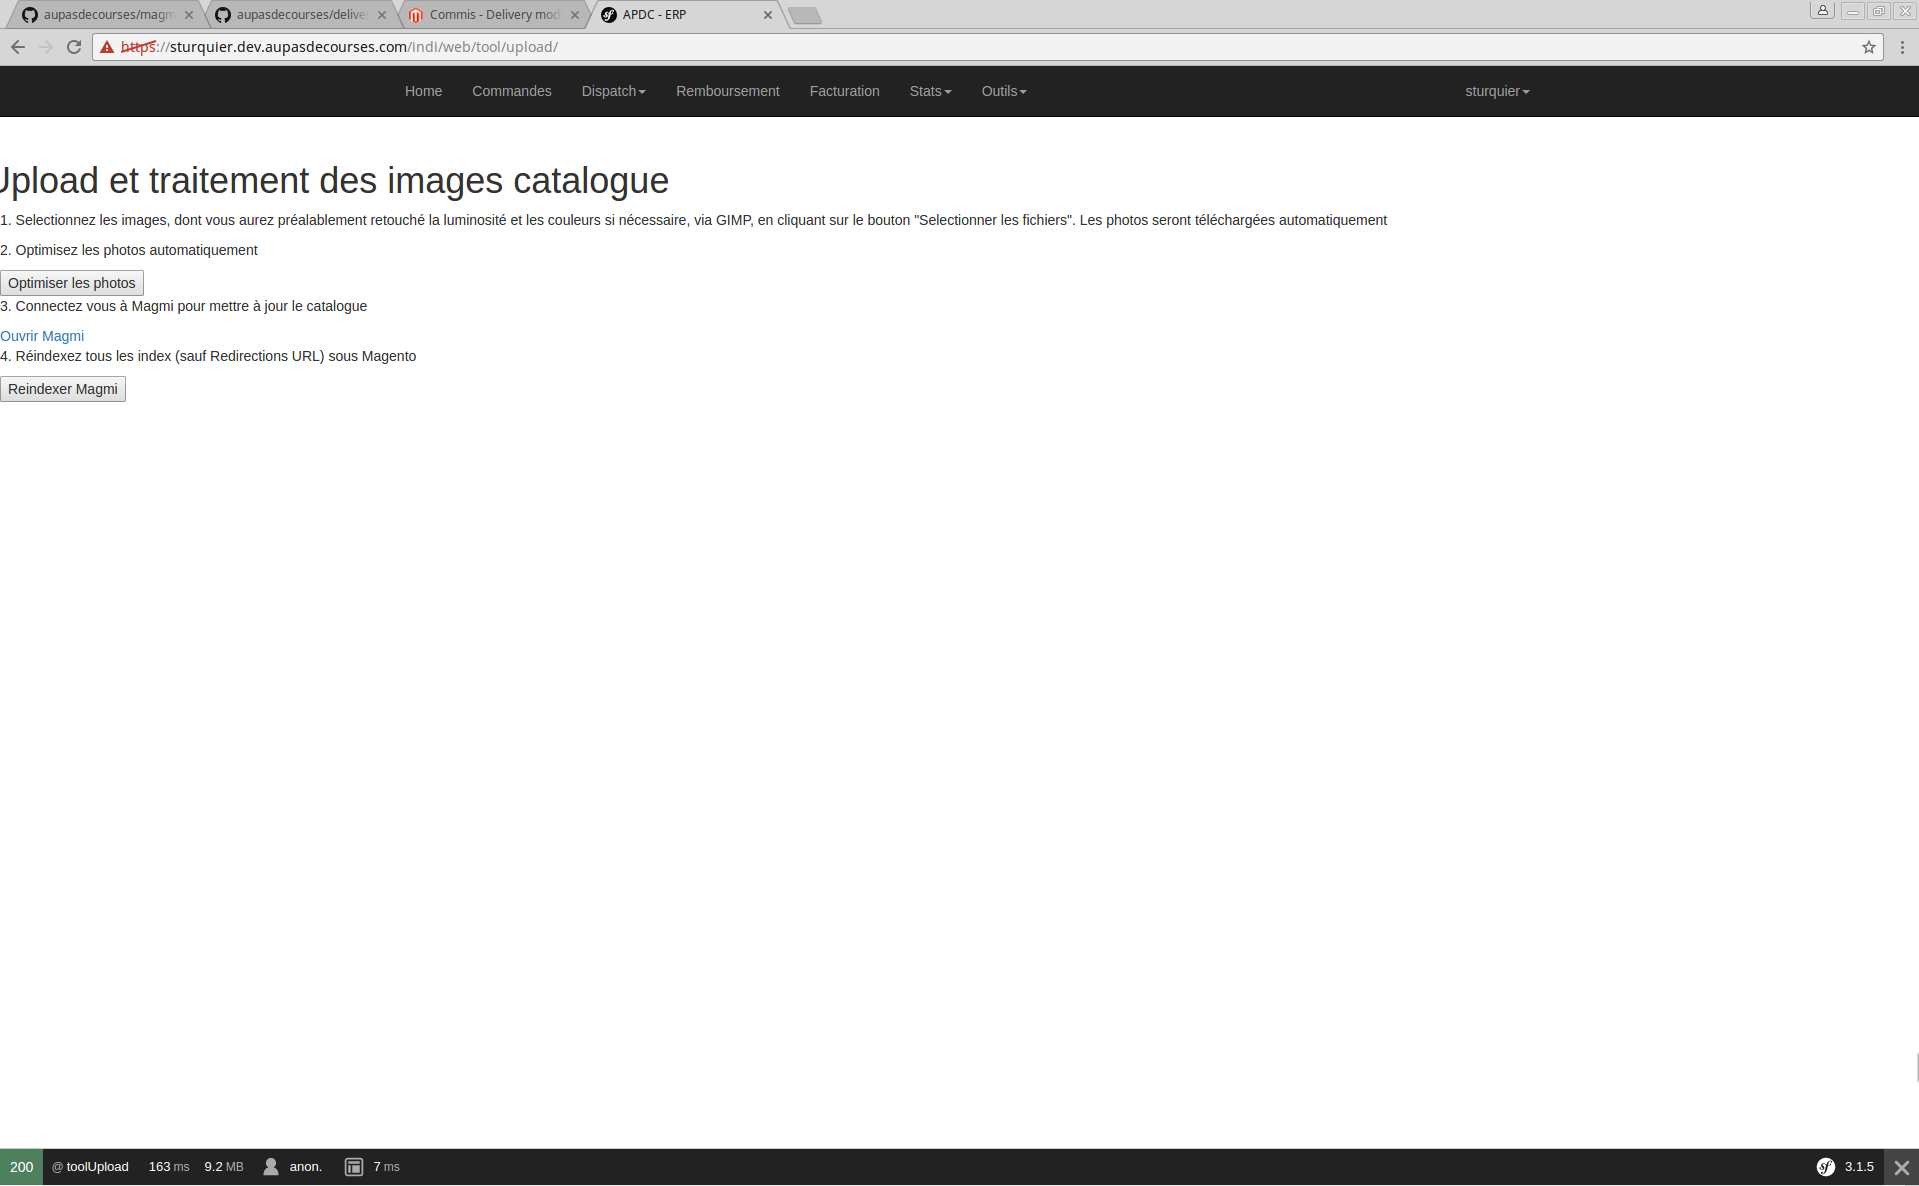 aupasdecourses/magm
aupasdecourses/delive
Commis - Delivery mod
APDC - ERP
https://sturquier.dev.aupasdecourses.com/indi/web/tool/upload/
Home Commandes Dispatch Remboursement Facturation Stats Outils sturquier
Upload et traitement des images catalogue
1. Selectionnez les images, dont vous aurez préalablement retouché la luminosité et les couleurs si nécessaire, via GIMP, en cliquant sur le bouton "Selectionner les fichiers". Les photos seront téléchargées automatiquement
2. Optimisez les photos automatiquement
Optimiser les photos
3. Connectez vous à Magmi pour mettre à jour le catalogue
Ouvrir Magmi
4. Réindexez tous les index (sauf Redirections URL) sous Magento
Reindexer Magmi
200 @ toolUpload 163 ms 9.2 MB anon. 7 ms sf 3.1.5